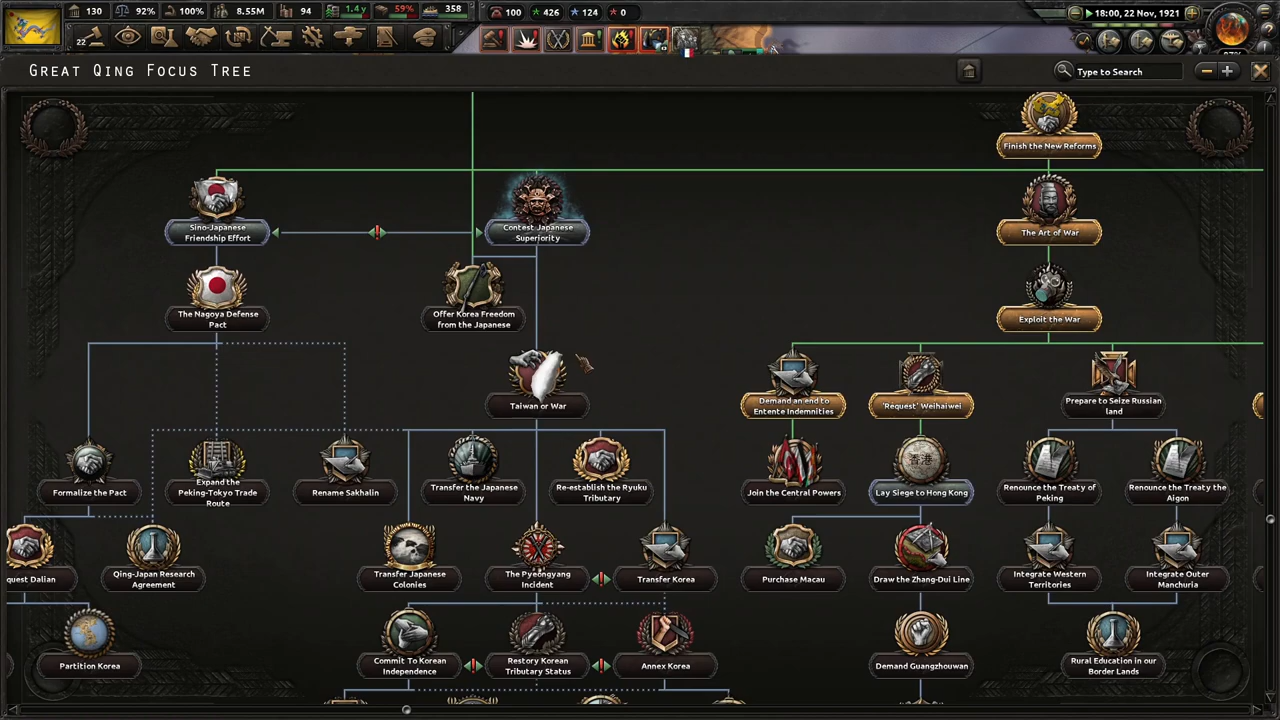 130
92%
100%
8.55M
94
1.4y
59%
358
100
426
124
0
18:00, 22 Nov, 1921
22
GREAT QING FOCUS TREE
Type to Search
Finish the New Reforms
Sino-Japanese
Friendship Effort
Contest Japanese
Superiority
The Art of War
The Nagoya Defense
Pact
Offer Korea Freedom
from the Japanese
Exploit the War
Taiwan or War
Demand an end to
Entente Indemnities
'Request' Weihaiwei
Prepare to Seize Russian
land
Formalize the Pact
Expand the
Peking-Tokyo Trade
Route
Rename Sakhalin
Transfer the Japanese
Navy
Re-establish the Ryuku
Tributary
Join the Central Powers
香港
Lay Siege to Hong Kong
Renounce the Treaty of
Peking
Renounce the Treaty the
Aigon
quest Dalian
Qing-Japan Research
Agreement
Transfer Japanese
Colonies
The Pyeongyang
Incident
Transfer Korea
Purchase Macau
Draw the Zhang-Dui Line
Integrate Western
Territories
Integrate Outer
Manchuria
Partition Korea
Commit To Korean
Independence
Restory Korean
Tributary Status
Annex Korea
Demand Guangzhouwan
Rural Education in our
Border Lands